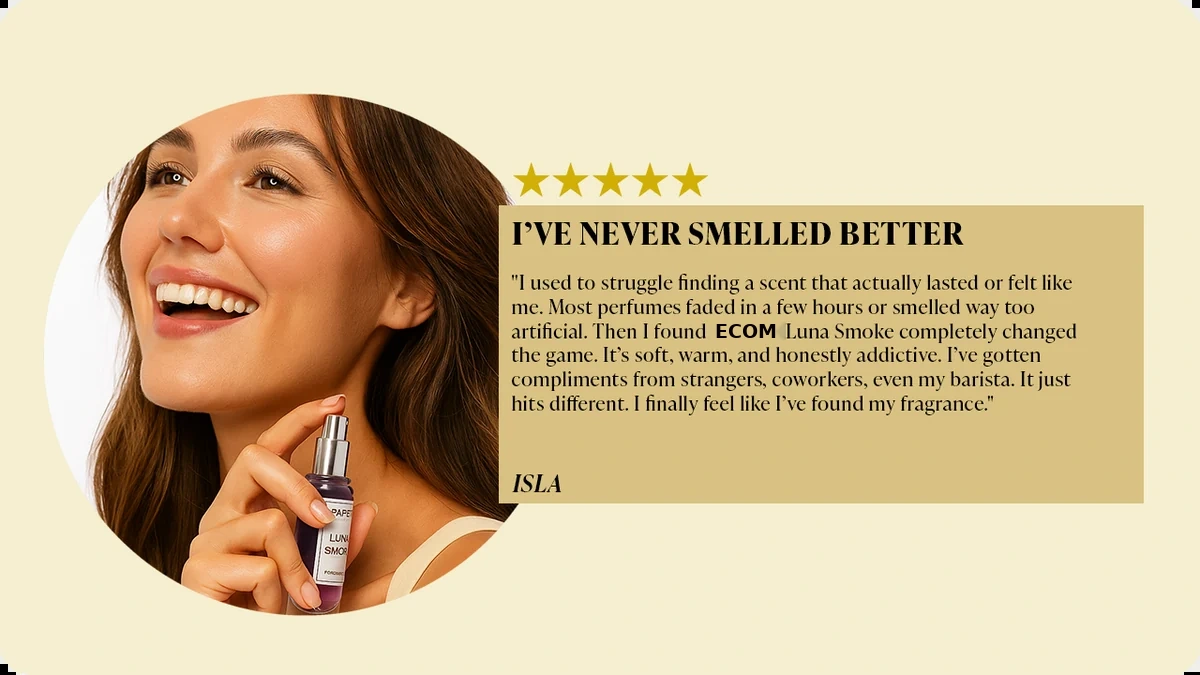 I’VE NEVER SMELLED BETTER
"I used to struggle finding a scent that actually lasted or felt like
me. Most perfumes faded in a few hours or smelled way too
artificial. Then I found ECOM Luna Smoke completely changed
the game. It’s soft, warm, and honestly addictive. I’ve gotten
compliments from strangers, coworkers, even my barista. It just
hits different. I finally feel like I’ve found my fragrance."
ISLA
LUNA